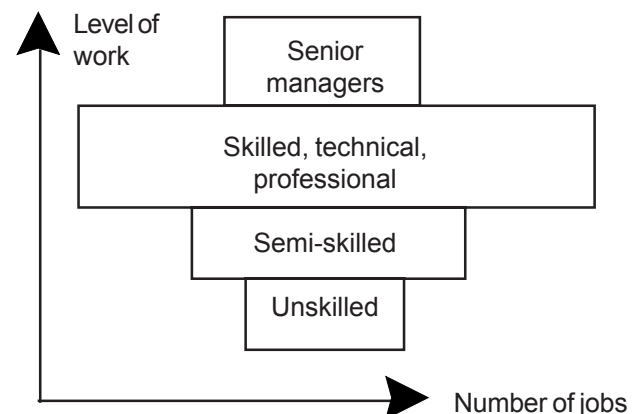 Level of
work
Senior
managers
Skilled, technical,
professional
Semi-skilled
Unskilled
Number of jobs